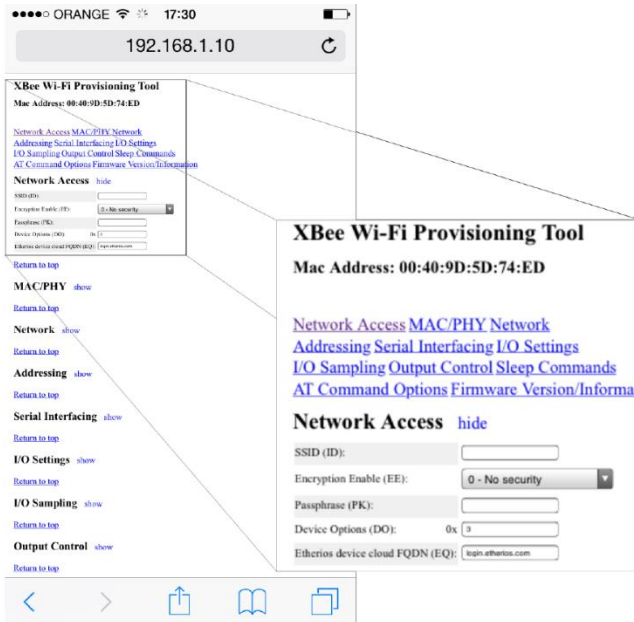 ORANGE 17:30
192.168.1.10
XBee Wi-Fi Provisioning Tool
Mac Address: 00:40:9D:5D:74:ED
Network Access MAC/PHY Network
Addressing Serial Interfacing I/O Settings
I/O Sampling Output Control Sleep Commands
AT Command Options Firmware Version/Information
Network Access hide
SSID (ID):
Encryption Enable (EE): 0 - No security
Passphrase (PK):
Device Options (DO): 0x 3
Etherios device cloud FQDN (EQ): login.etherios.com
Return to top
MAC/PHY show
Return to top
Network show
Return to top
Addressing show
Return to top
Serial Interfacing show
Return to top
I/O Settings show
Return to top
I/O Sampling show
Return to top
Output Control show
Return to top
XBee Wi-Fi Provisioning Tool
Mac Address: 00:40:9D:5D:74:ED
Network Access MAC/PHY Network
Addressing Serial Interfacing I/O Settings
I/O Sampling Output Control Sleep Commands
AT Command Options Firmware Version/Informa
Network Access hide
SSID (ID):
Encryption Enable (EE): 0 - No security
Passphrase (PK):
Device Options (DO): 0x 3
Etherios device cloud FQDN (EQ): login.etherios.com